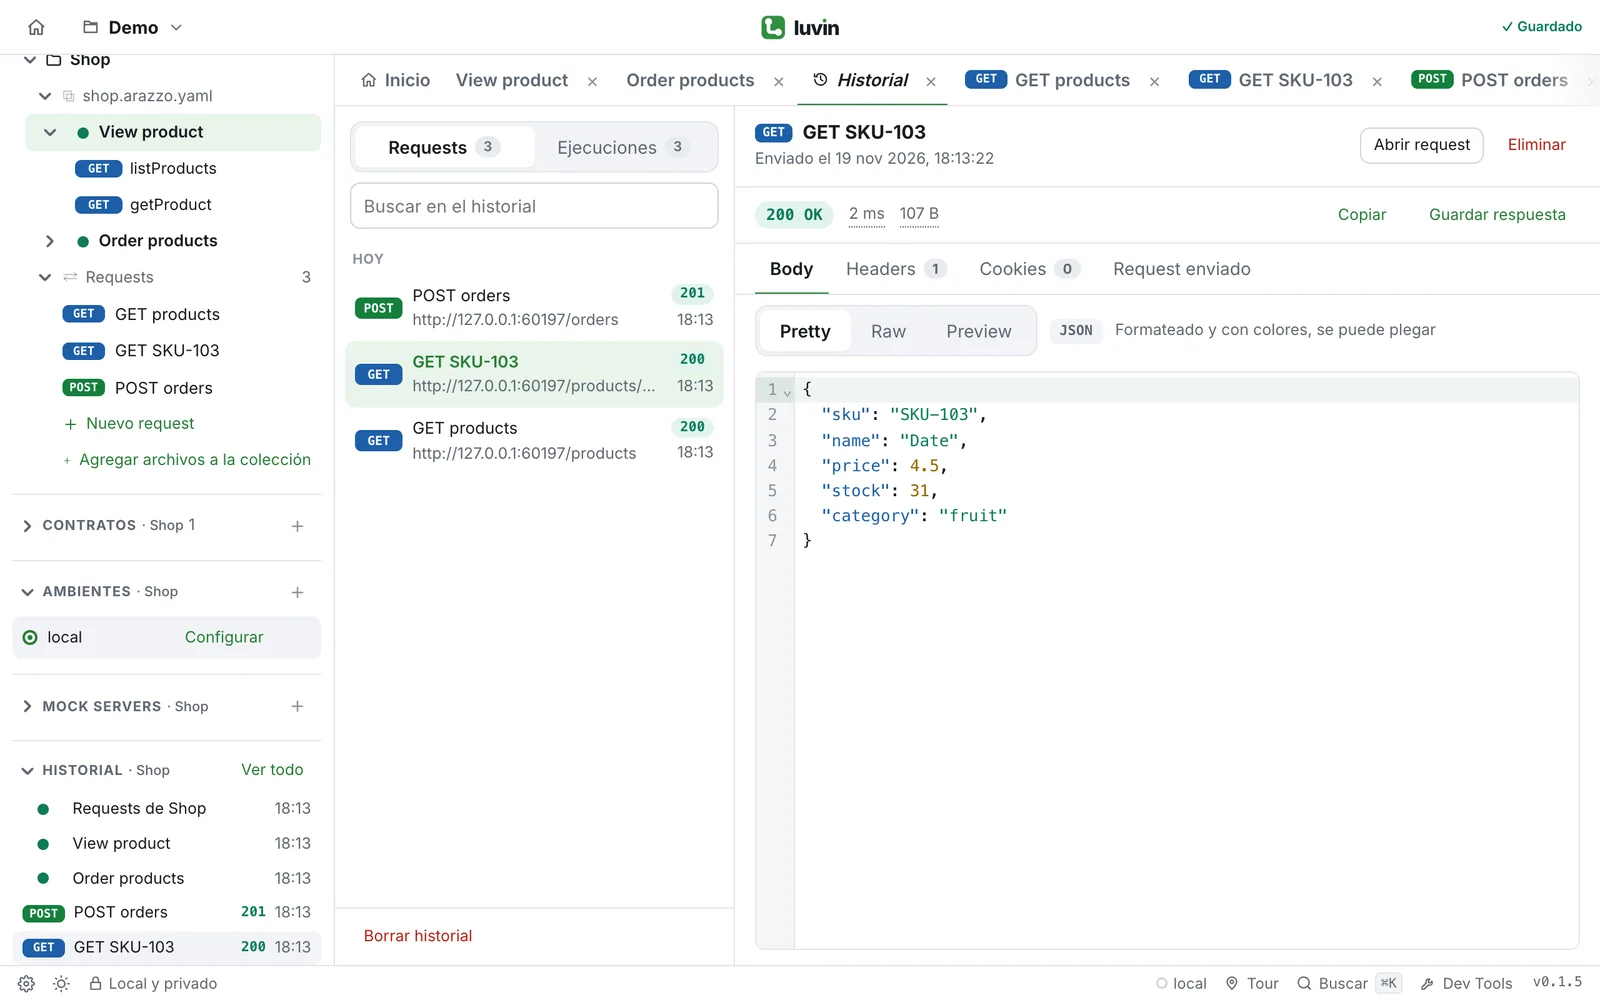 Demo
luvin
✓ Guardado
Shop
shop.arazzo.yaml
View product
GET listProducts
GET getProduct
Order products
Requests 3
GET GET products
GET GET SKU-103
POST POST orders
+ Nuevo request
+ Agregar archivos a la colección
CONTRATOS · Shop 1 +
AMBIENTES · Shop +
local Configurar
MOCK SERVERS · Shop +
HISTORIAL · Shop Ver todo
Requests de Shop 18:13
View product 18:13
Order products 18:13
POST POST orders 201 18:13
GET GET SKU-103 200 18:13
Inicio View product × Order products × Historial × GET GET products × GET GET SKU-103 × POST POST orders ×
Requests 3 Ejecuciones 3
Buscar en el historial
HOY
POST POST orders 201
http://127.0.0.1:60197/orders 18:13
GET GET SKU-103 200
http://127.0.0.1:60197/products/... 18:13
GET GET products 200
http://127.0.0.1:60197/products 18:13
Borrar historial
GET GET SKU-103
Enviado el 19 nov 2026, 18:13:22
Abrir request Eliminar
200 OK 2 ms 107 B Copiar Guardar respuesta
Body Headers 1 Cookies 0 Request enviado
Pretty Raw Preview JSON Formateado y con colores, se puede plegar
1 {
2 "sku": "SKU-103",
3 "name": "Date",
4 "price": 4.5,
5 "stock": 31,
6 "category": "fruit"
7 }
Local y privado
local Tour Buscar ⌘K Dev Tools v0.1.5